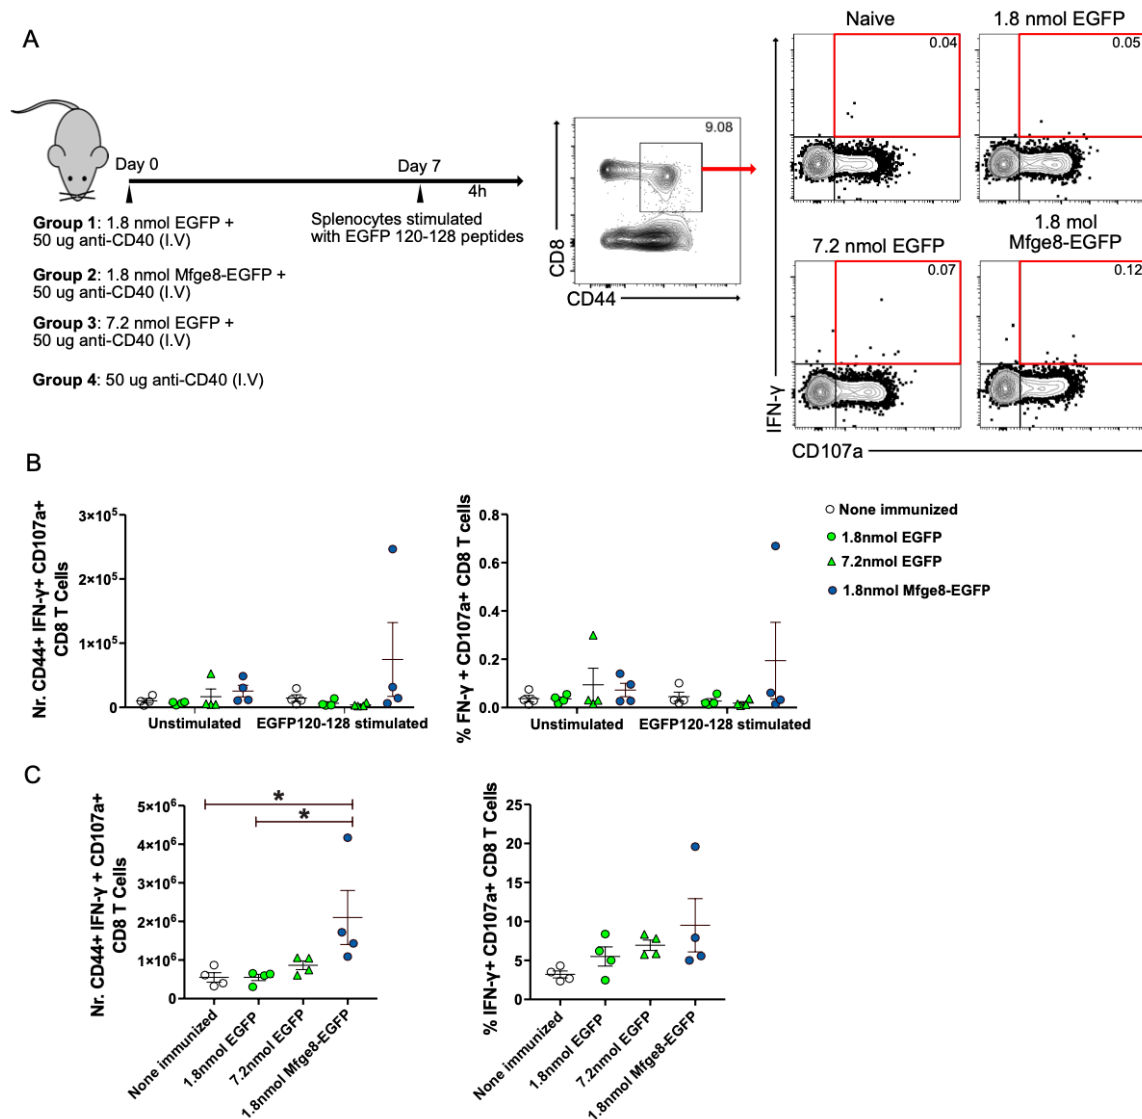 A
Naive
1.8 nmol EGFP
0.04
0.05
Day 0
Day 7
4h
9.08
Group 1: 1.8 nmol EGFP +
50 ug anti-CD40 (I.V)
Splenocytes stimulated
with EGFP 120-128 peptides
Group 2: 1.8 nmol Mfge8-EGFP +
50 ug anti-CD40 (I.V)
Group 3: 7.2 nmol EGFP +
50 ug anti-CD40 (I.V)
Group 4: 50 ug anti-CD40 (I.V)
CD8
CD44
7.2 nmol EGFP
1.8 mol
Mfge8-EGFP
0.07
0.12
IFN-γ
CD107a
B
Nr. CD44+ IFN-γ+ CD107a+
CD8 T Cells
3×10⁵
2×10⁵
1×10⁵
0
Unstimulated
EGFP120-128 stimulated
% FN-γ + CD107a+ CD8 T cells
0.8
0.6
0.4
0.2
0.0
Unstimulated
EGFP120-128 stimulated
None immunized
1.8nmol EGFP
7.2nmol EGFP
1.8nmol Mfge8-EGFP
C
Nr. CD44+ IFN-γ + CD107a+
CD8 T Cells
5×10⁶
4×10⁶
3×10⁶
2×10⁶
1×10⁶
0
*
*
None immunized
1.8nmol EGFP
7.2nmol EGFP
1.8nmol Mfge8-EGFP
% IFN-γ+ CD107a+ CD8 T Cells
25
20
15
10
5
0
None immunized
1.8nmol EGFP
7.2nmol EGFP
1.8nmol Mfge8-EGFP